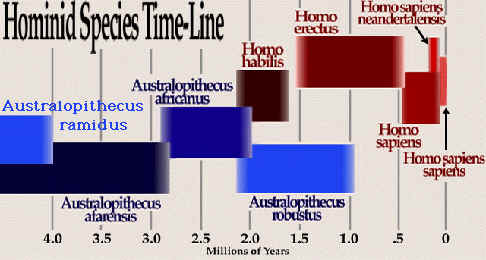 Hominid Species Time-Line
Homo sapiens
neandertalensis
Homo
erectus
Homo
habilis
Australopithecus
africanus
Australopithecus
ramidus
Homo
sapiens
Homo sapiens
sapiens
Australopithecus
afarensis
Australopithecus
robustus
4.0 3.5 3.0 2.5 2.0 1.5 1.0 .5 0
Millions of Years